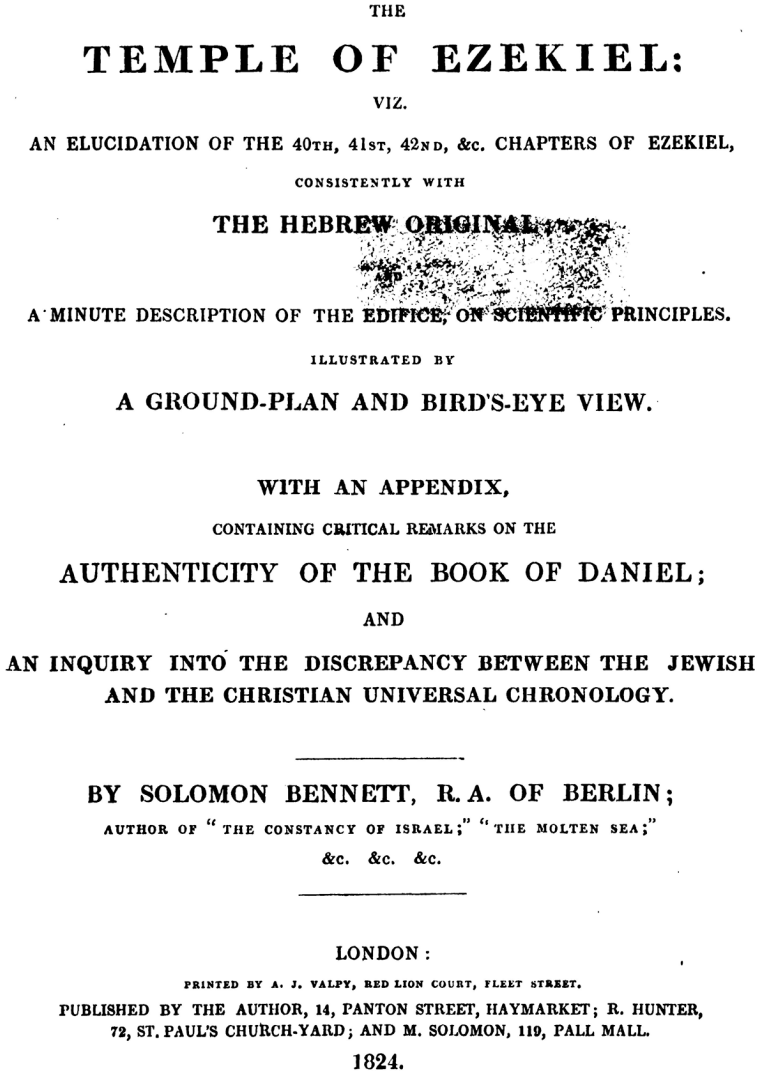 THE
TEMPLE OF EZEKIEL:
VIZ.
AN ELUCIDATION OF THE 40TH, 41ST, 42ND, &c. CHAPTERS OF EZEKIEL,
CONSISTENTLY WITH
THE HEBREW ORIGINAL;
AND
A MINUTE DESCRIPTION OF THE EDIFICE, ON SCIENTIFIC PRINCIPLES.
ILLUSTRATED BY
A GROUND-PLAN AND BIRD'S-EYE VIEW.
WITH AN APPENDIX,
CONTAINING CRITICAL REMARKS ON THE
AUTHENTICITY OF THE BOOK OF DANIEL;
AND
AN INQUIRY INTO THE DISCREPANCY BETWEEN THE JEWISH
AND THE CHRISTIAN UNIVERSAL CHRONOLOGY.
BY SOLOMON BENNETT, R. A. OF BERLIN;
AUTHOR OF "THE CONSTANCY OF ISRAEL;" "THE MOLTEN SEA;"
&c. &c. &c.
LONDON:
PRINTED BY A. J. VALPY, RED LION COURT, FLEET STREET.
PUBLISHED BY THE AUTHOR, 14, PANTON STREET, HAYMARKET; R. HUNTER,
72, ST. PAUL'S CHURCH-YARD; AND M. SOLOMON, 119, PALL MALL.
1824.